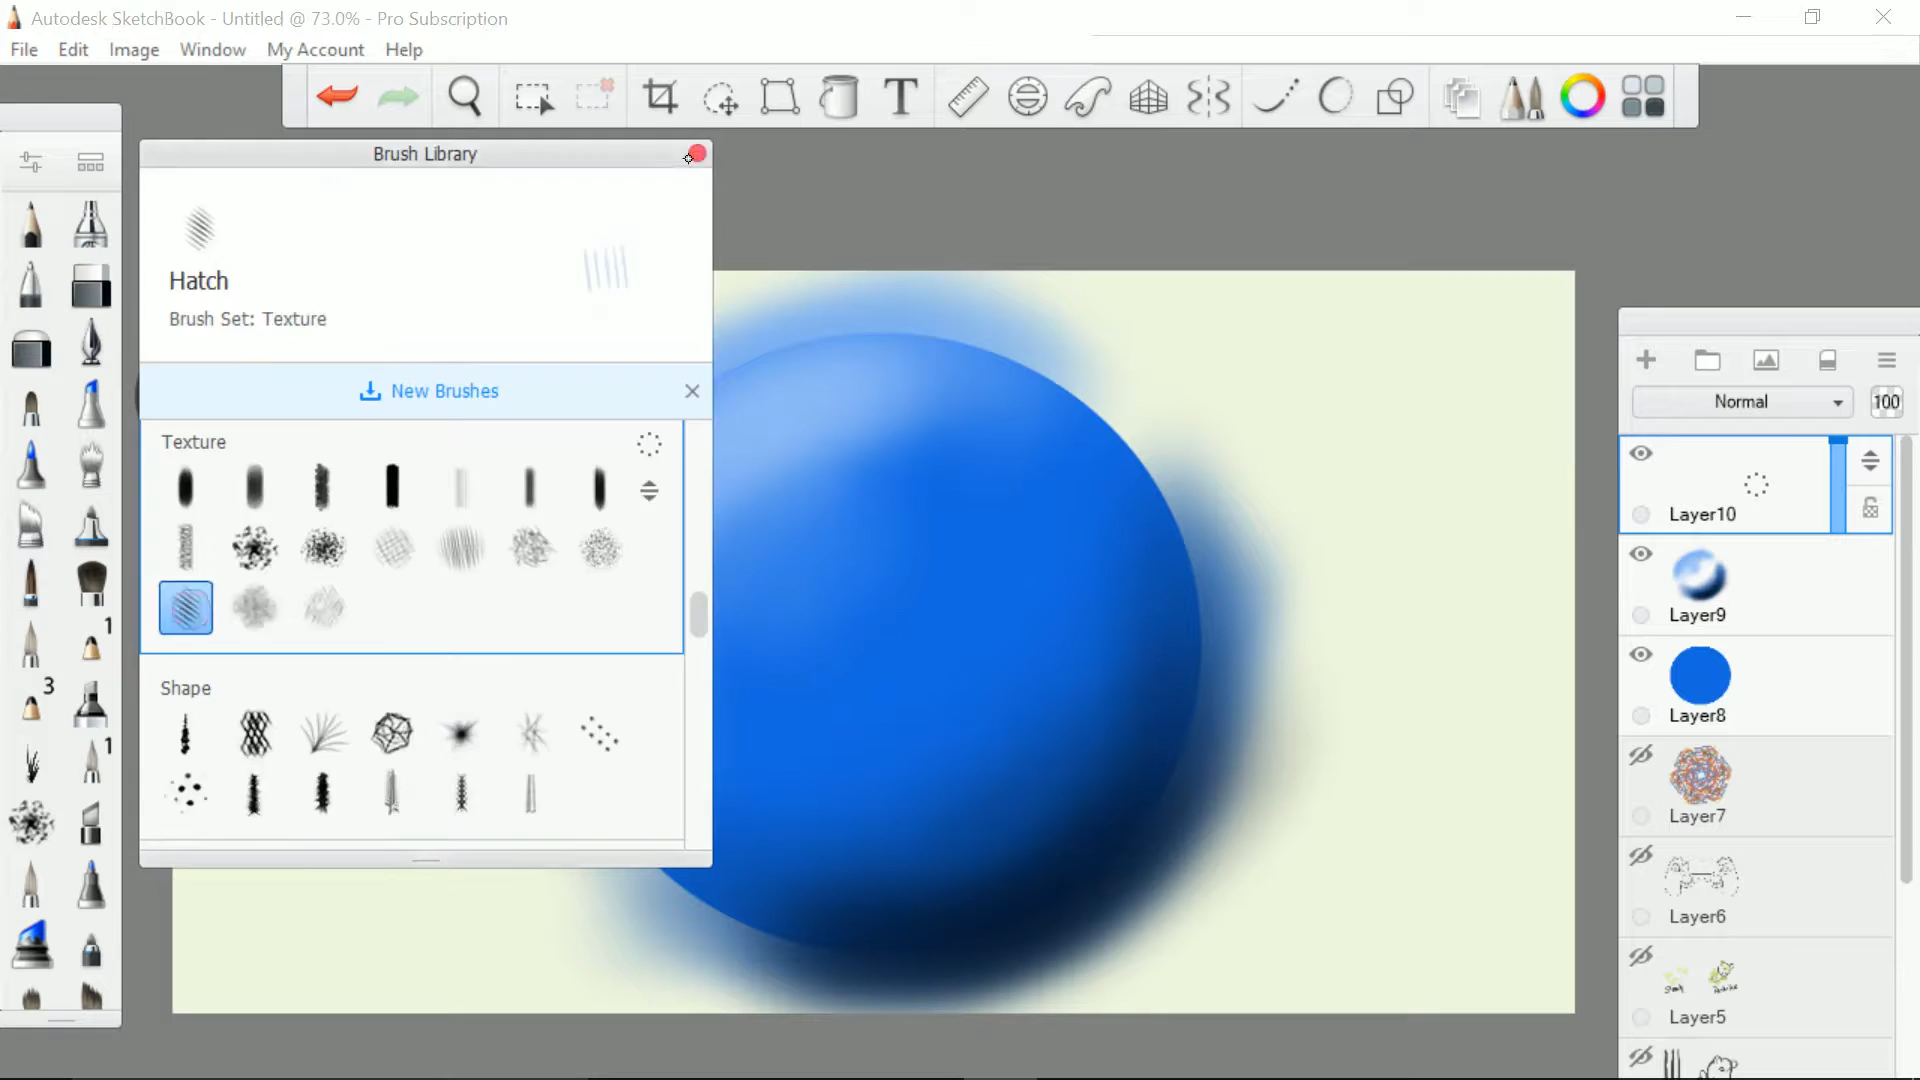 Autodesk SketchBook - Untitled @ 73.0% - Pro Subscription
File Edit Image Window My Account Help
Brush Library
Hatch
Brush Set: Texture
New Brushes
Texture
Shape
1
3
1
Normal 100
Layer10
Layer9
Layer8
Layer7
Layer6
Layer5